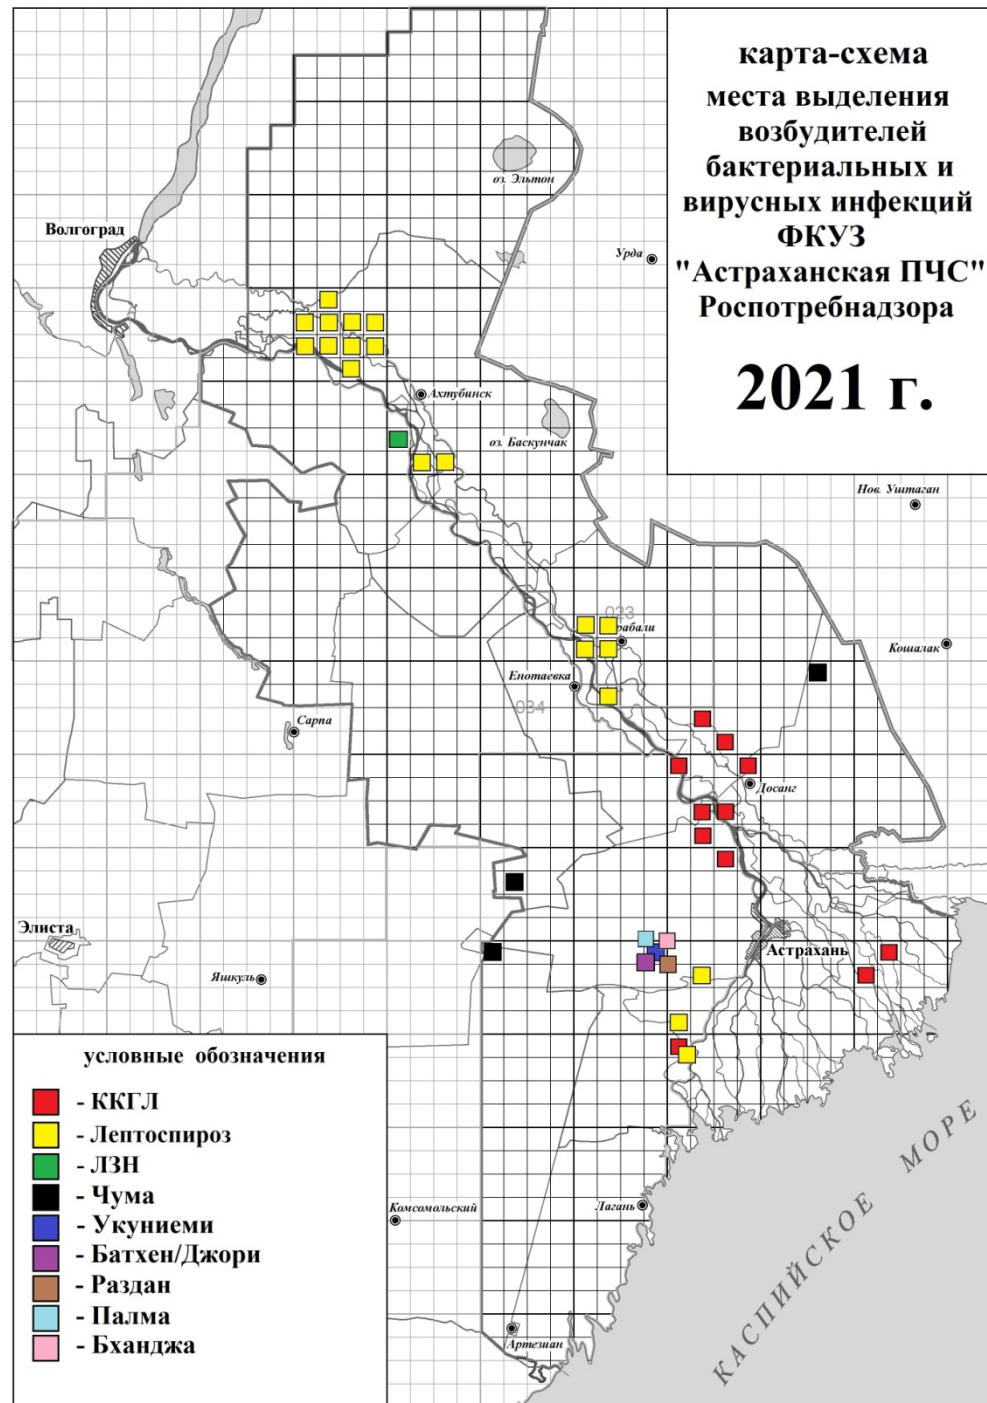 карта-схема
места выделения
возбудителей
бактериальных и
вирусных инфекций
ФКУЗ
"Астраханская ПЧС"
Роспотребнадзора
2021 г.
оз. Эльтон
Волгоград
Урда
Ахтубинск
оз. Баскунчак
Нов. Уштаган
033
рабали
Кошалак
Енотаевка
034
Сарпа
Досанг
Элиста
Астрахань
Яшкуль
условные обозначения
- ККГЛ
- Лептоспироз
- ЛЗН
- Чума
- Укуниеми
- Батхен/Джори
- Раздан
- Палма
- Бханджа
Комсомольский
Лагань
Артезиан
КАСПИЙСКОЕ МОРЕ